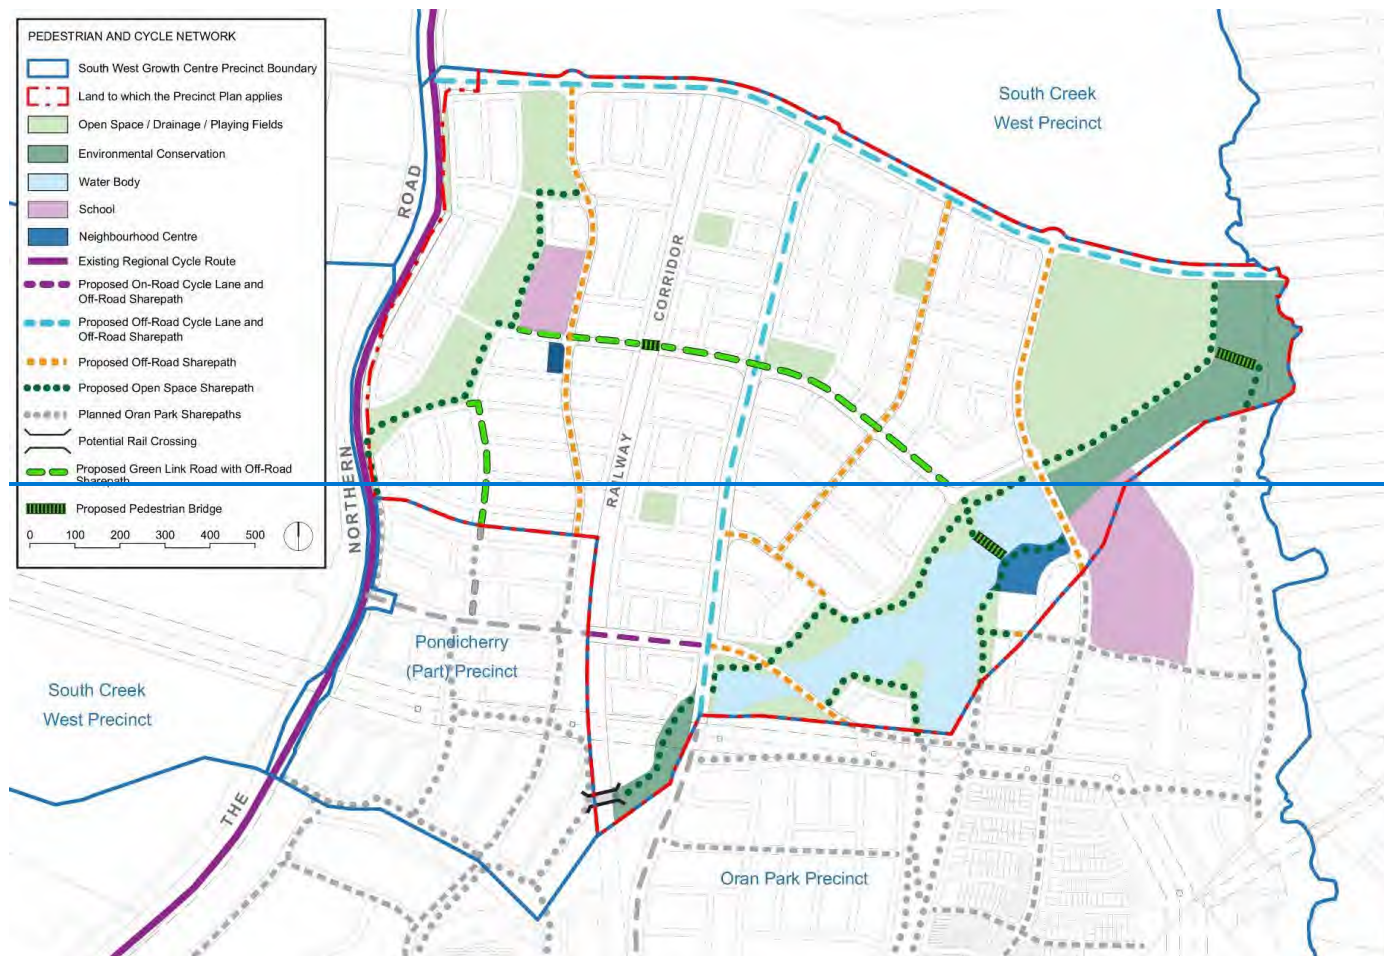 PEDESTRIAN AND CYCLE NETWORK
South West Growth Centre Precinct Boundary
Land to which the Precinct Plan applies
Open Space / Drainage / Playing Fields
Environmental Conservation
Water Body
School
Neighbourhood Centre
Existing Regional Cycle Route
Proposed On-Road Cycle Lane and
Off-Road Sharepath
Proposed Off-Road Cycle Lane and
Off-Road Sharepath
Proposed Off-Road Sharepath
Proposed Open Space Sharepath
Planned Oran Park Sharepaths
Potential Rail Crossing
Proposed Green Link Road with Off-Road
Sharepath
Proposed Pedestrian Bridge
0 100 200 300 400 500
THE NORTHERN ROAD
RAILWAY CORRIDOR
South Creek
West Precinct
Pondicherry
(Part) Precinct
South Creek
West Precinct
Oran Park Precinct